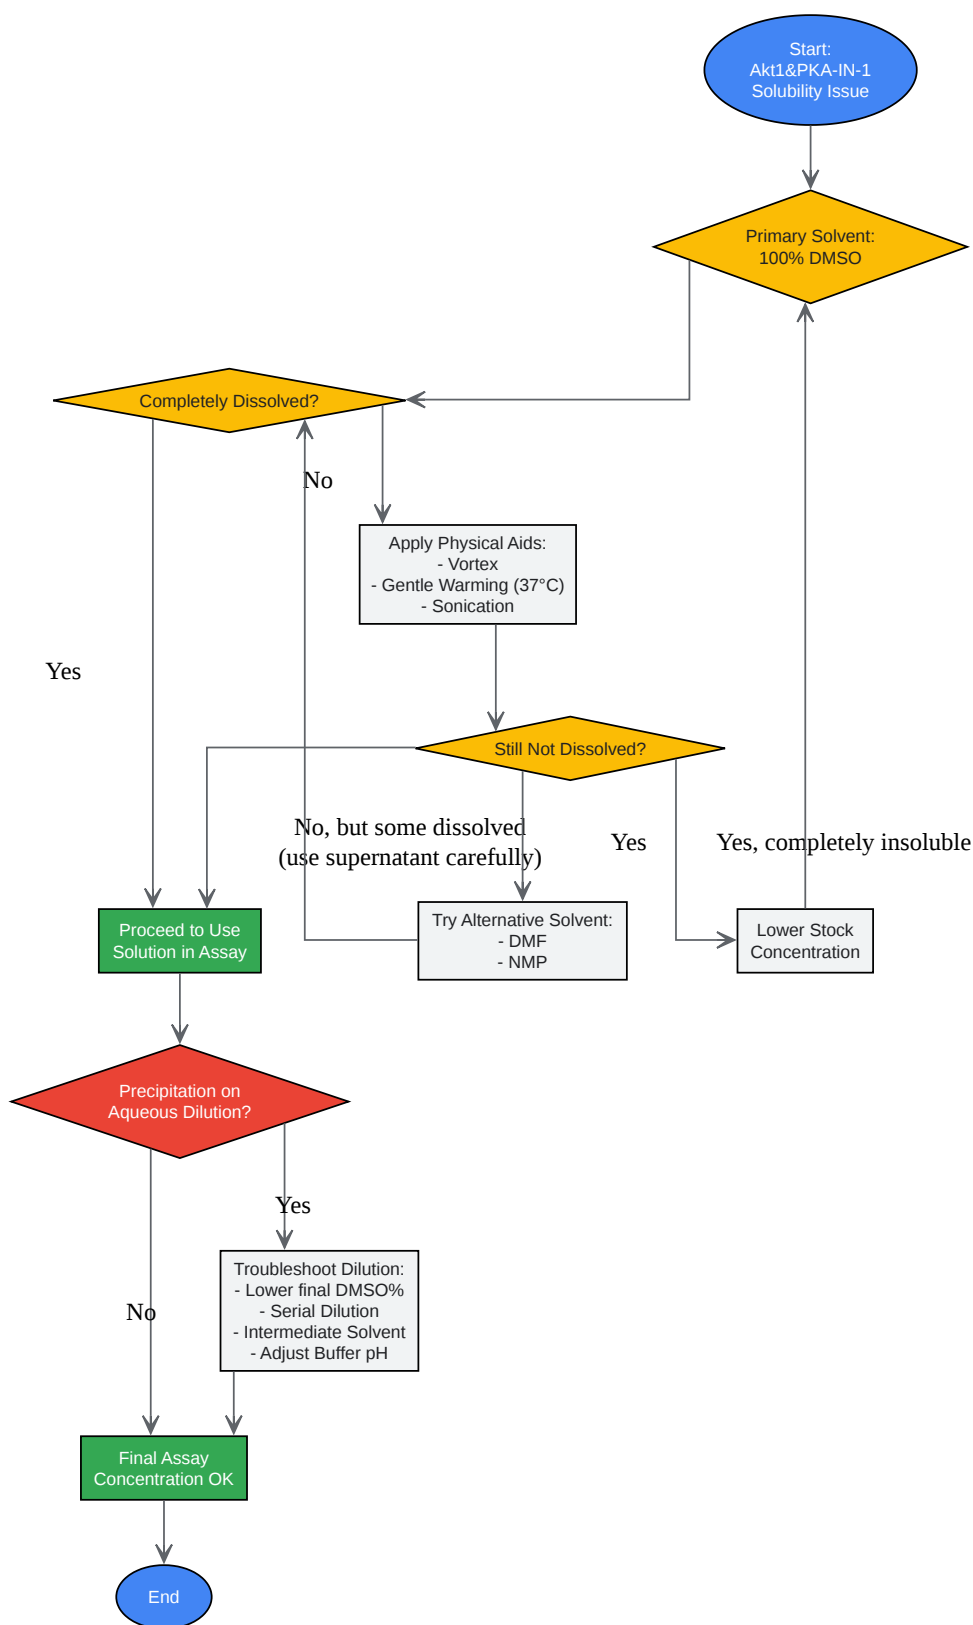 Start:
Akt1&PKA-IN-1
Solubility Issue
Primary Solvent:
100% DMSO
Completely Dissolved?
No
Apply Physical Aids:
- Vortex
- Gentle Warming (37°C)
- Sonication
Yes
Still Not Dissolved?
No, but some dissolved
(use supernatant carefully)
Yes
Yes, completely insoluble
Proceed to Use
Solution in Assay
Try Alternative Solvent:
- DMF
- NMP
Lower Stock
Concentration
Precipitation on
Aqueous Dilution?
Yes
Troubleshoot Dilution:
- Lower final DMSO%
- Serial Dilution
- Intermediate Solvent
- Adjust Buffer pH
No
Final Assay
Concentration OK
End